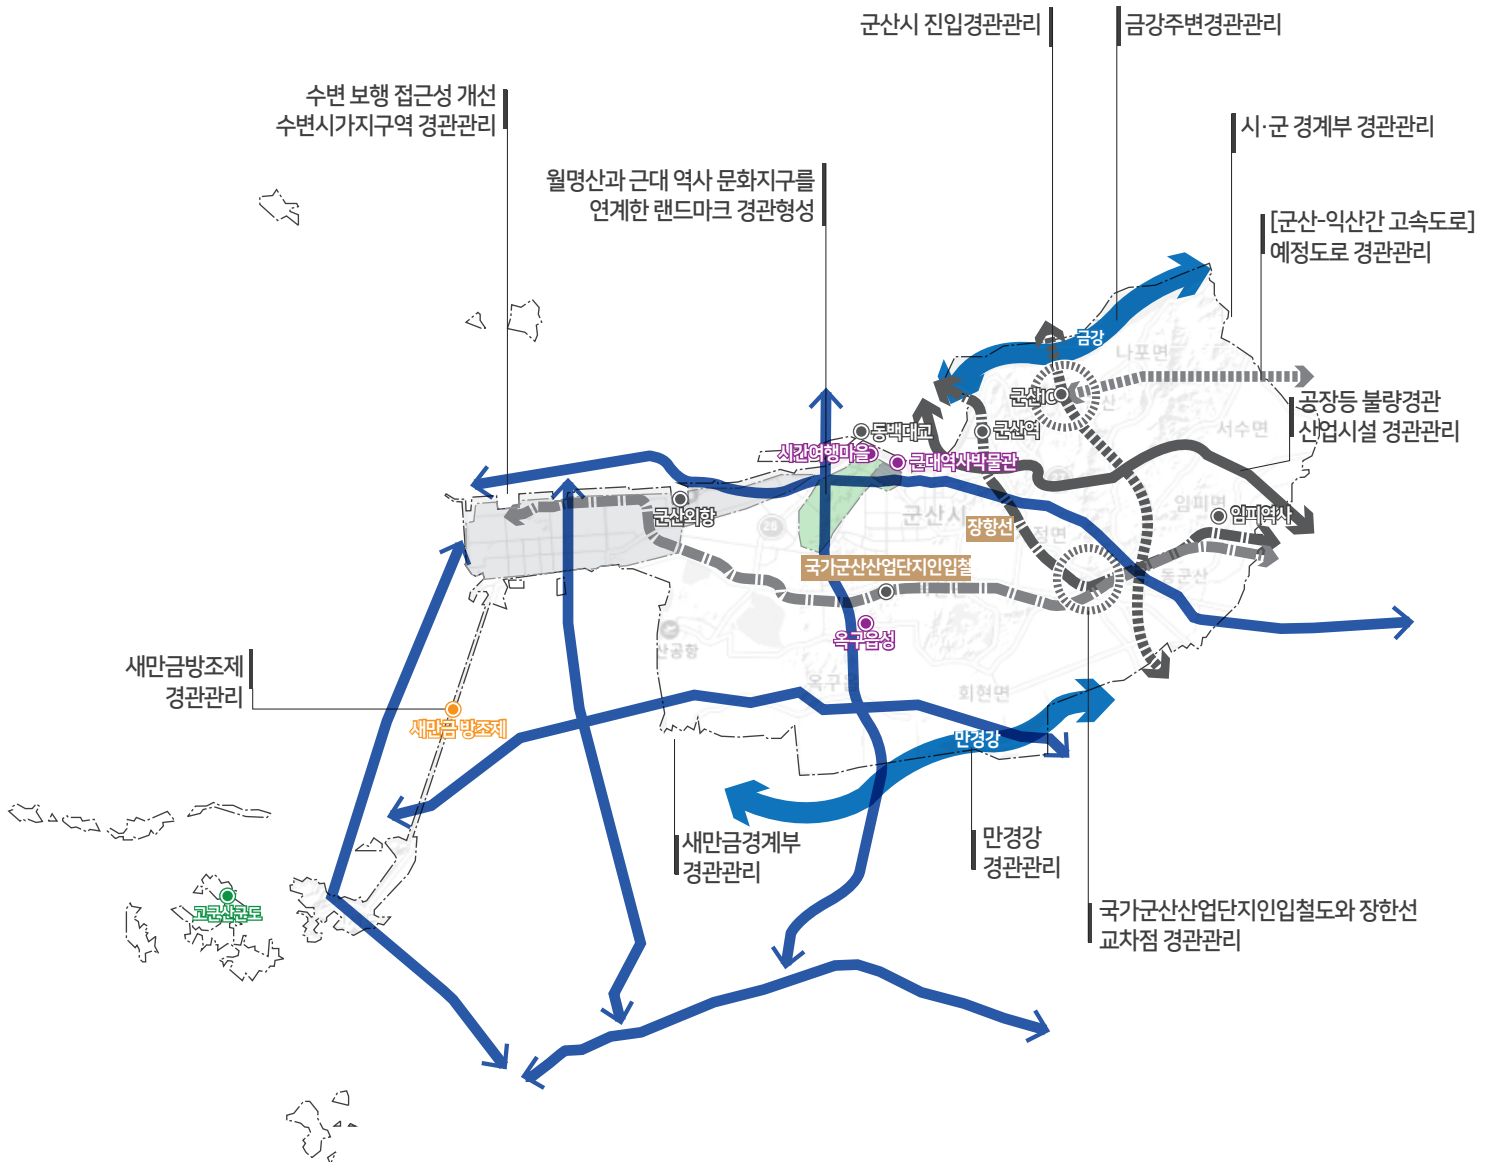 군산시 진입경관관리
금강주변경관관리
수변 보행 접근성 개선
수변시가지구역 경관관리
시·군 경계부 경관관리
월명산과 근대 역사 문화지구를
연계한 랜드마크 경관형성
[군산-익산간 고속도로]
예정도로 경관관리
금강
나포면
군산IC
산
공장등 불량경관
산업시설 경관관리
서수면
동백대교
군산역
시간여행마을
근대역사박물관
군산외항
26
군산시
장항선
정면
임피면
임피역사
국가군산산업단지인입철
동군산
옥구읍성
산공항
옥구읍
회현면
새만금방조제
경관관리
새만금 방조제
만경강
새만금경계부
경관관리
만경강
경관관리
고군산군도
국가군산산업단지인입철도와 장한선
교차점 경관관리